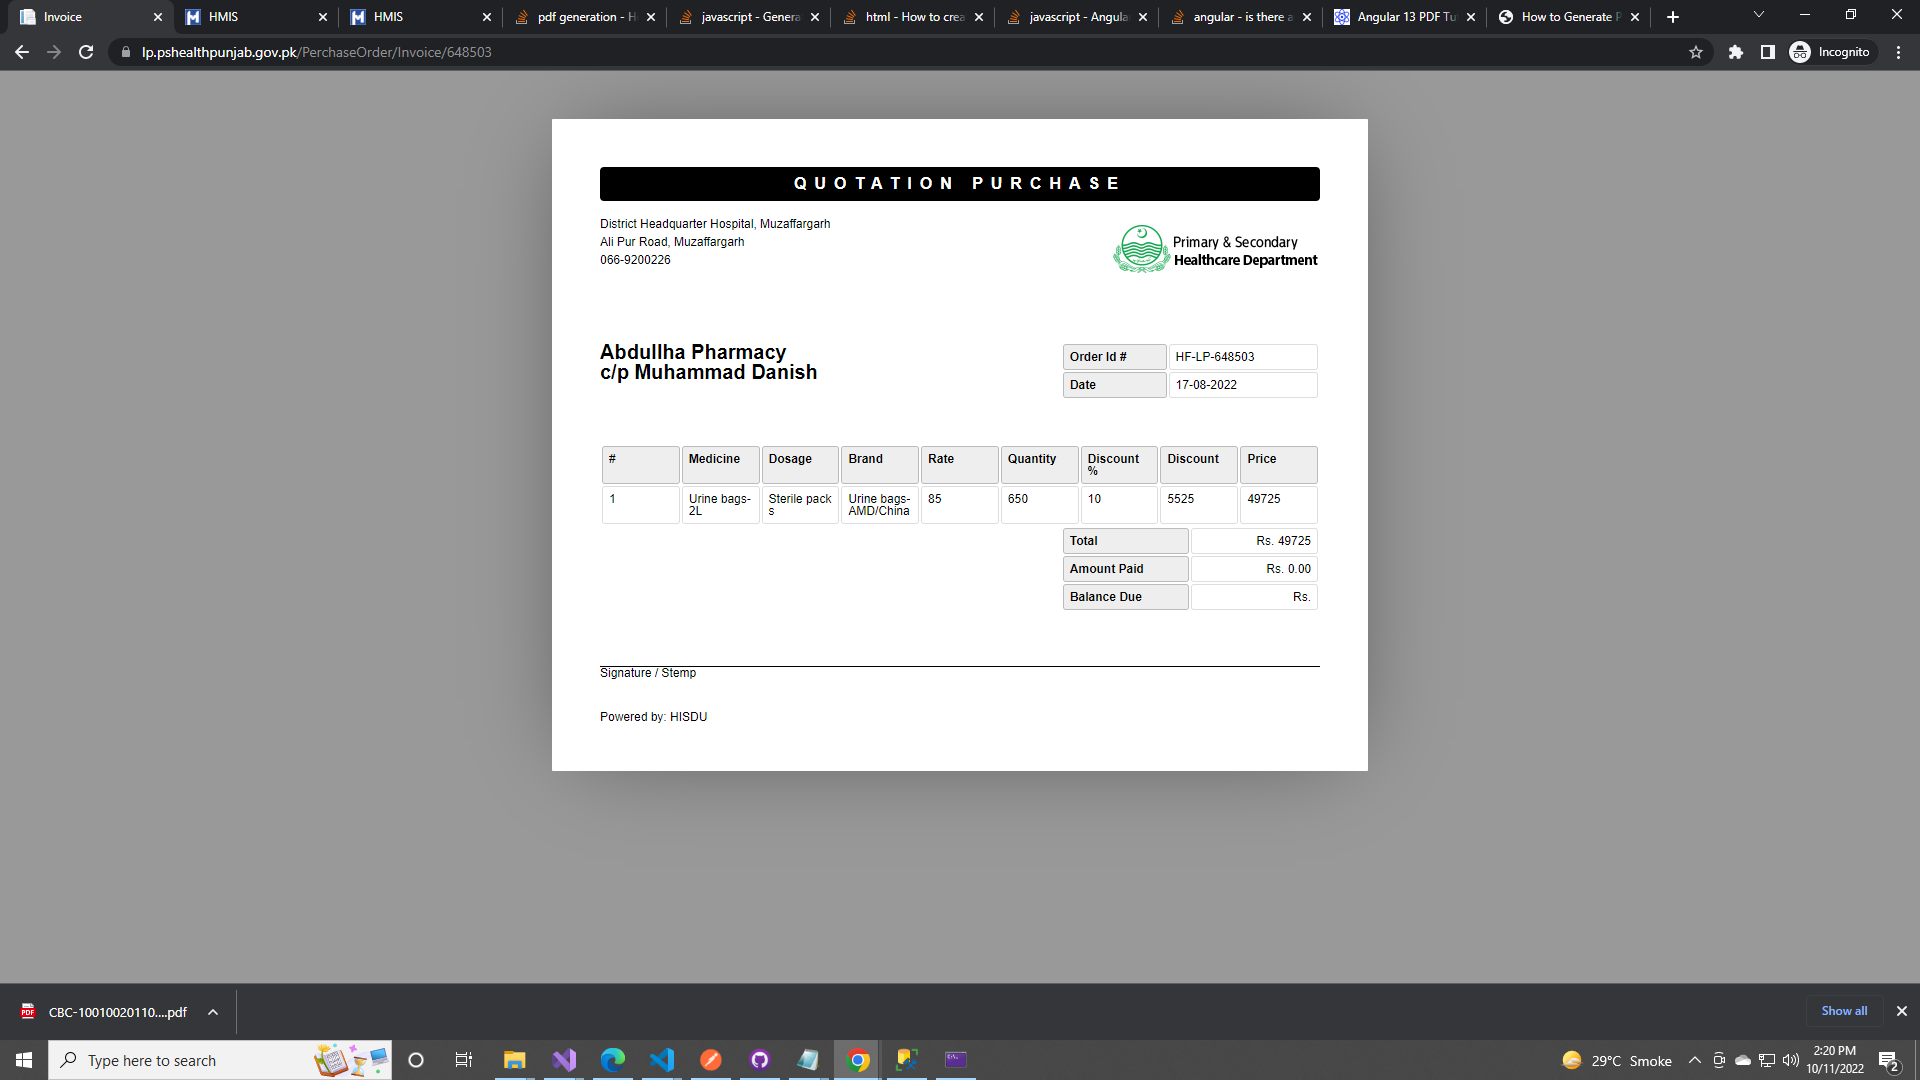 Invoice
HMIS
HMIS
pdf generation - H
javascript - Genera
html - How to crea
javascript - Angula
angular - is there a
Angular 13 PDF Tu
How to Generate P
lp.pshealthpunjab.gov.pk/PerchaseOrder/Invoice/648503
Incognito
QUOTATION PURCHASE
District Headquarter Hospital, Muzaffargarh
Ali Pur Road, Muzaffargarh
066-9200226
Primary & Secondary
Healthcare Department
Abdullha Pharmacy
c/p Muhammad Danish
Order Id # HF-LP-648503
Date 17-08-2022
# Medicine Dosage Brand Rate Quantity Discount % Discount Price
1 Urine bags- Sterile pack Urine bags- 85 650 10 5525 49725
2L s AMD/China
Total Rs. 49725
Amount Paid Rs. 0.00
Balance Due Rs.
Signature / Stemp
Powered by: HISDU
CBC-10010020110....pdf
Show all
Type here to search
29°C Smoke
2:20 PM
10/11/2022
2